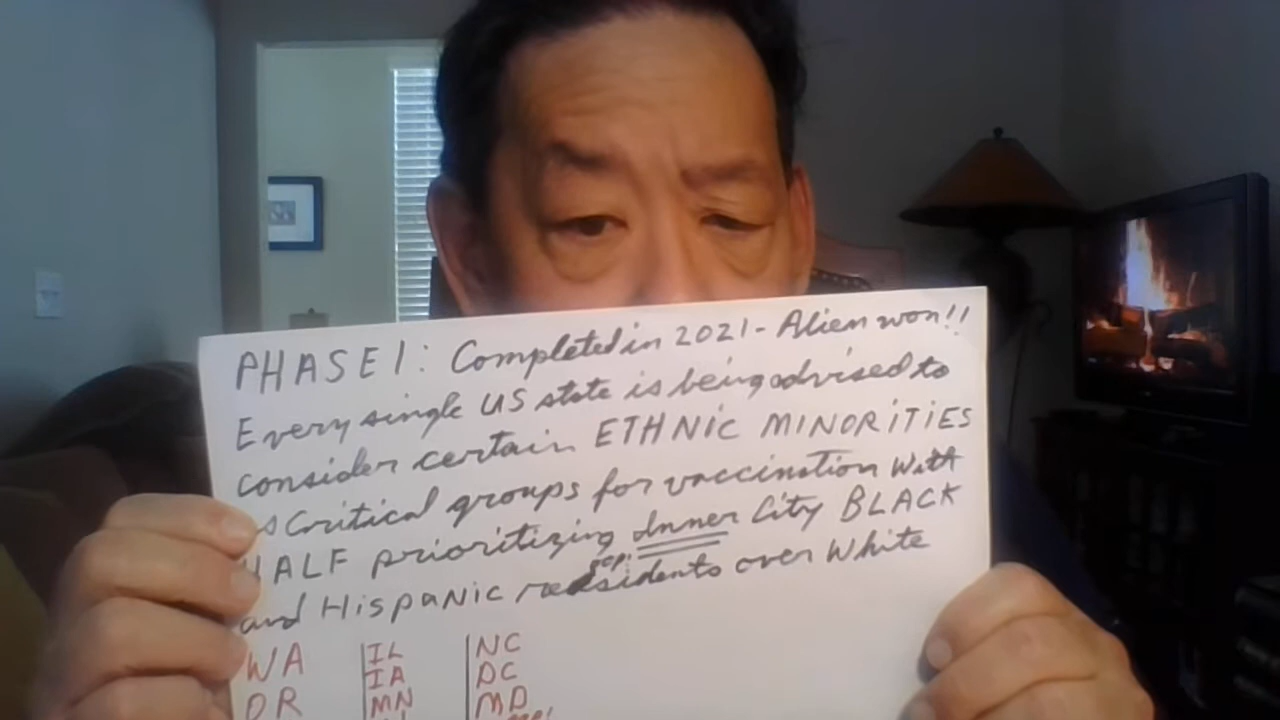 PHASE 1: Completed in 2021 - Alien won!!
Every single US state is being advised to
consider certain ETHNIC MINORITIES
as Critical groups for vaccination with
HALF prioritizing Inner City BLACK
and Hispanic residents over White
WA | IL | NC
OR | IA | DC
MN | MD